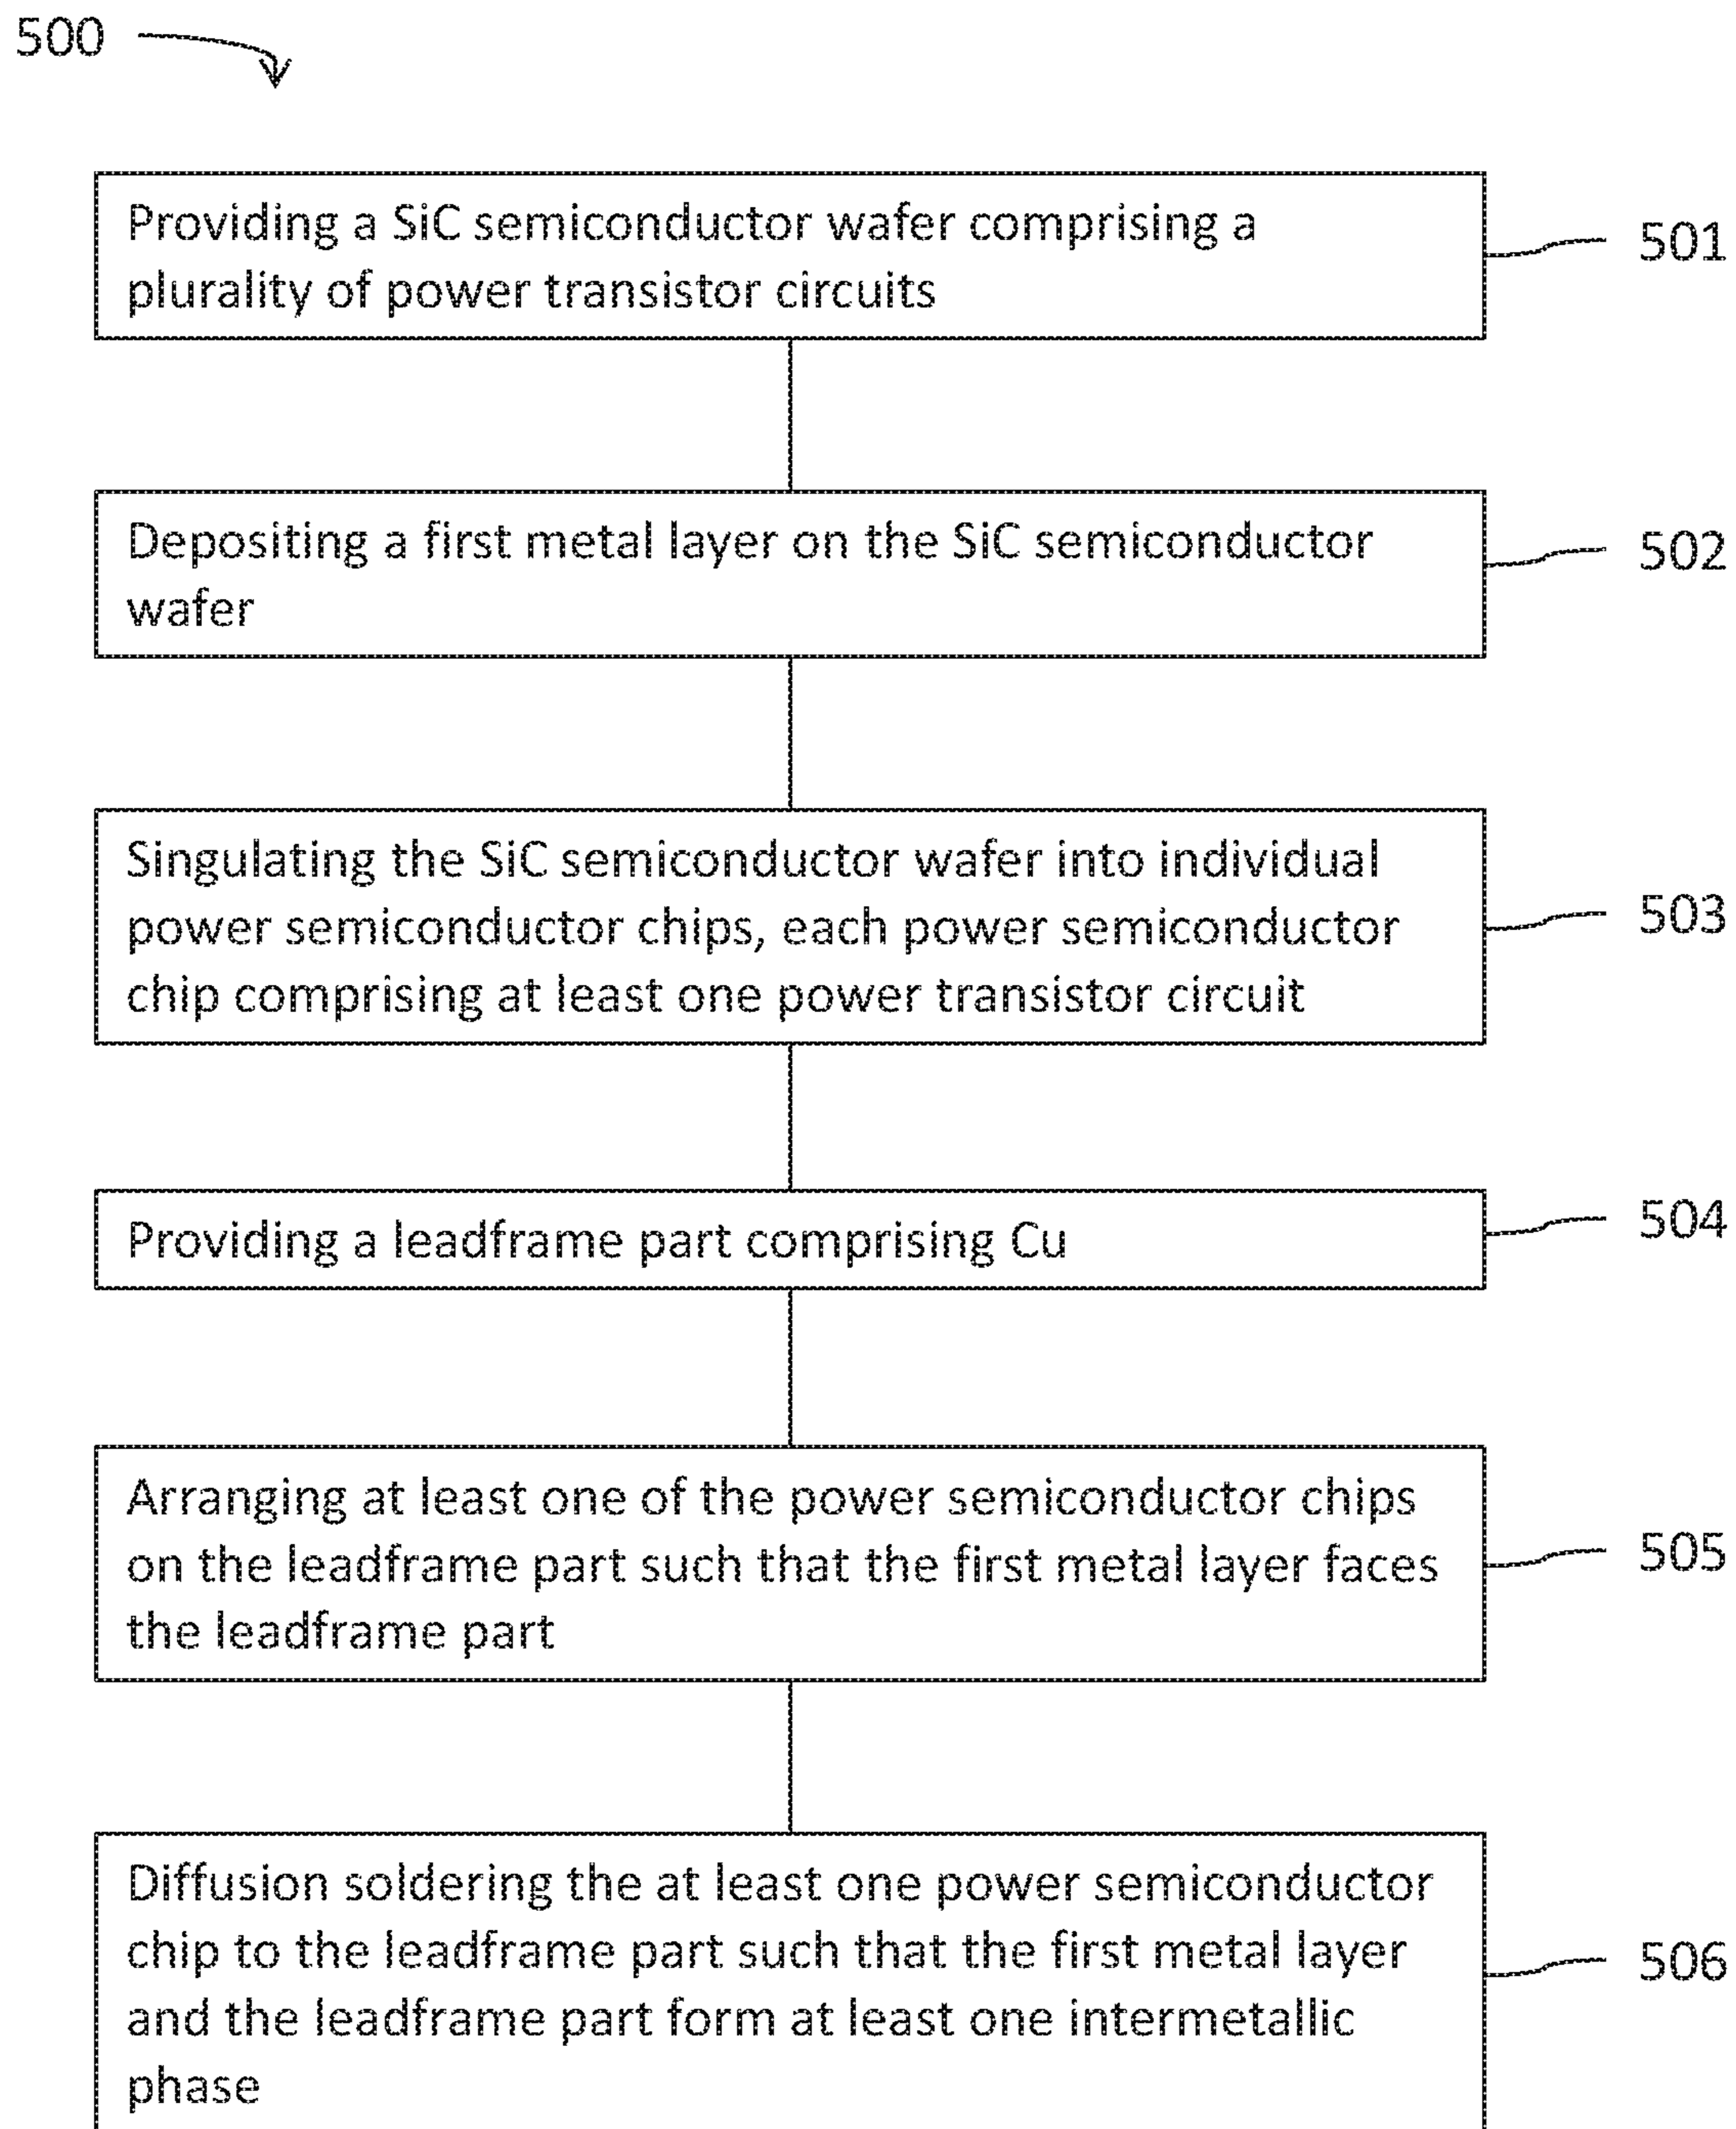 500
Providing a SiC semiconductor wafer comprising a
plurality of power transistor circuits
501
Depositing a first metal layer on the SiC semiconductor
wafer
502
Singulating the SiC semiconductor wafer into individual
power semiconductor chips, each power semiconductor
chip comprising at least one power transistor circuit
503
Providing a leadframe part comprising Cu
504
Arranging at least one of the power semiconductor chips
on the leadframe part such that the first metal layer faces
the leadframe part
505
Diffusion soldering the at least one power semiconductor
chip to the leadframe part such that the first metal layer
and the leadframe part form at least one intermetallic
phase
506